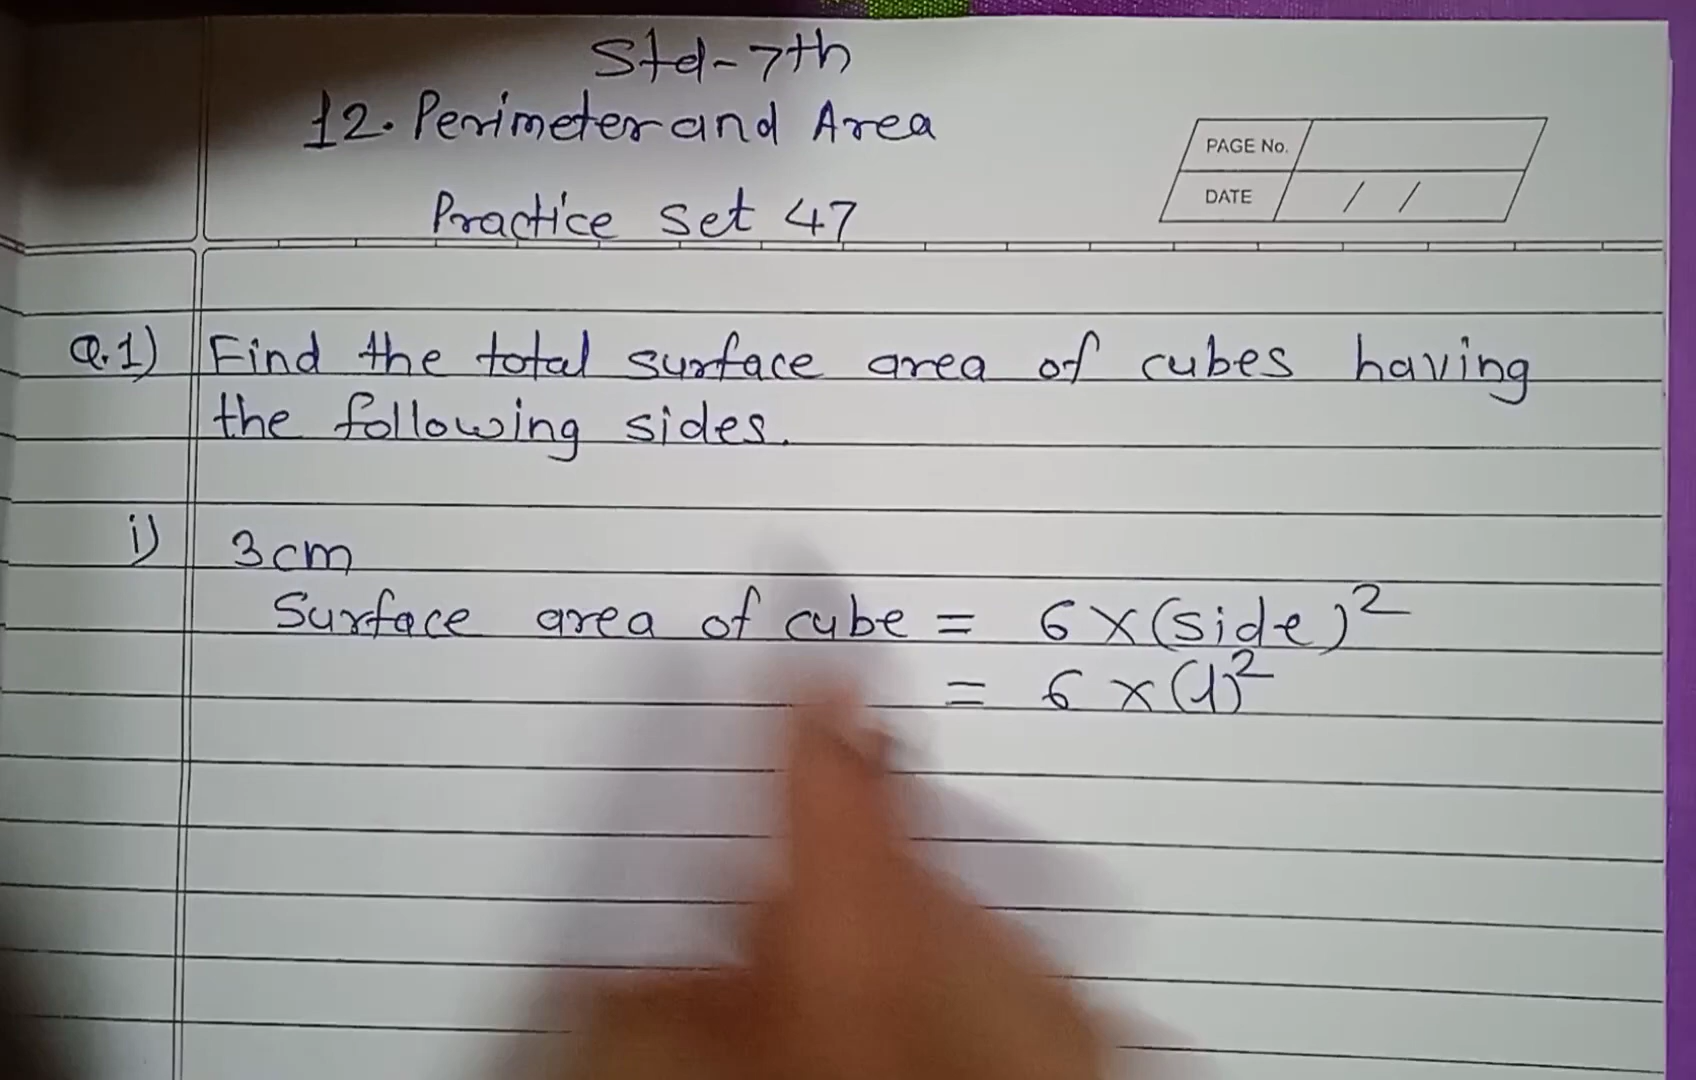 Std-7th
12. Perimeter and Area
PAGE No.
DATE / /
Practice set 47
Q.1) Find the total surface area of cubes having
the following sides.
i) 3cm
Surface area of cube = 6×(side)²
= 6×(l)²